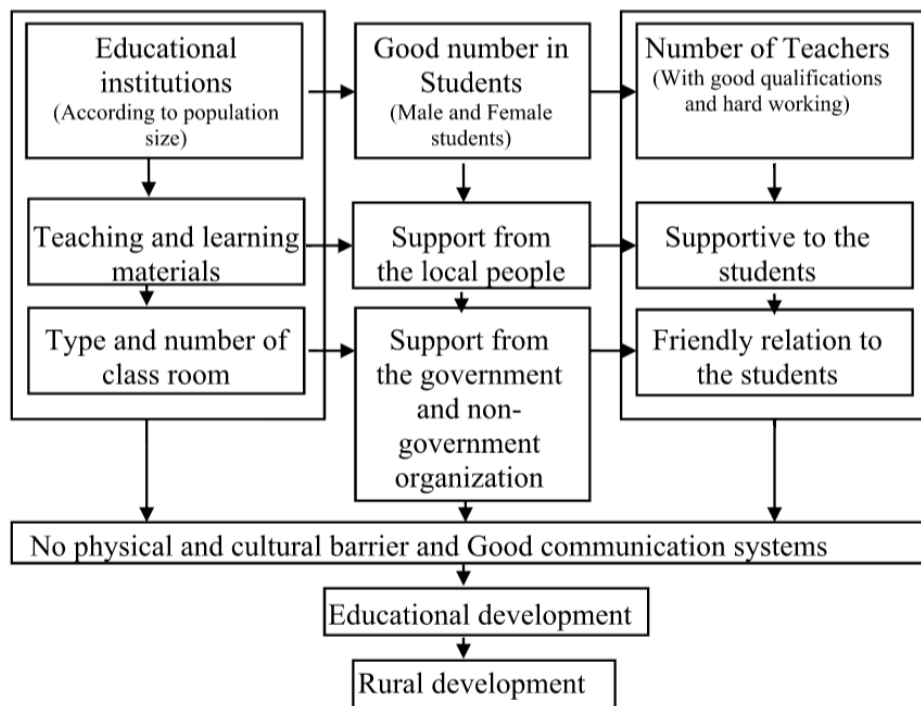 Educational
institutions
(According to population
size)
Good number in
Students
(Male and Female
students)
Number of Teachers
(With good qualifications
and hard working)
Teaching and learning
materials
Support from
the local people
Supportive to the
students
Type and number of
class room
Support from
the government
and non-
government
organization
Friendly relation to
the students
No physical and cultural barrier and Good communication systems
Educational development
Rural development